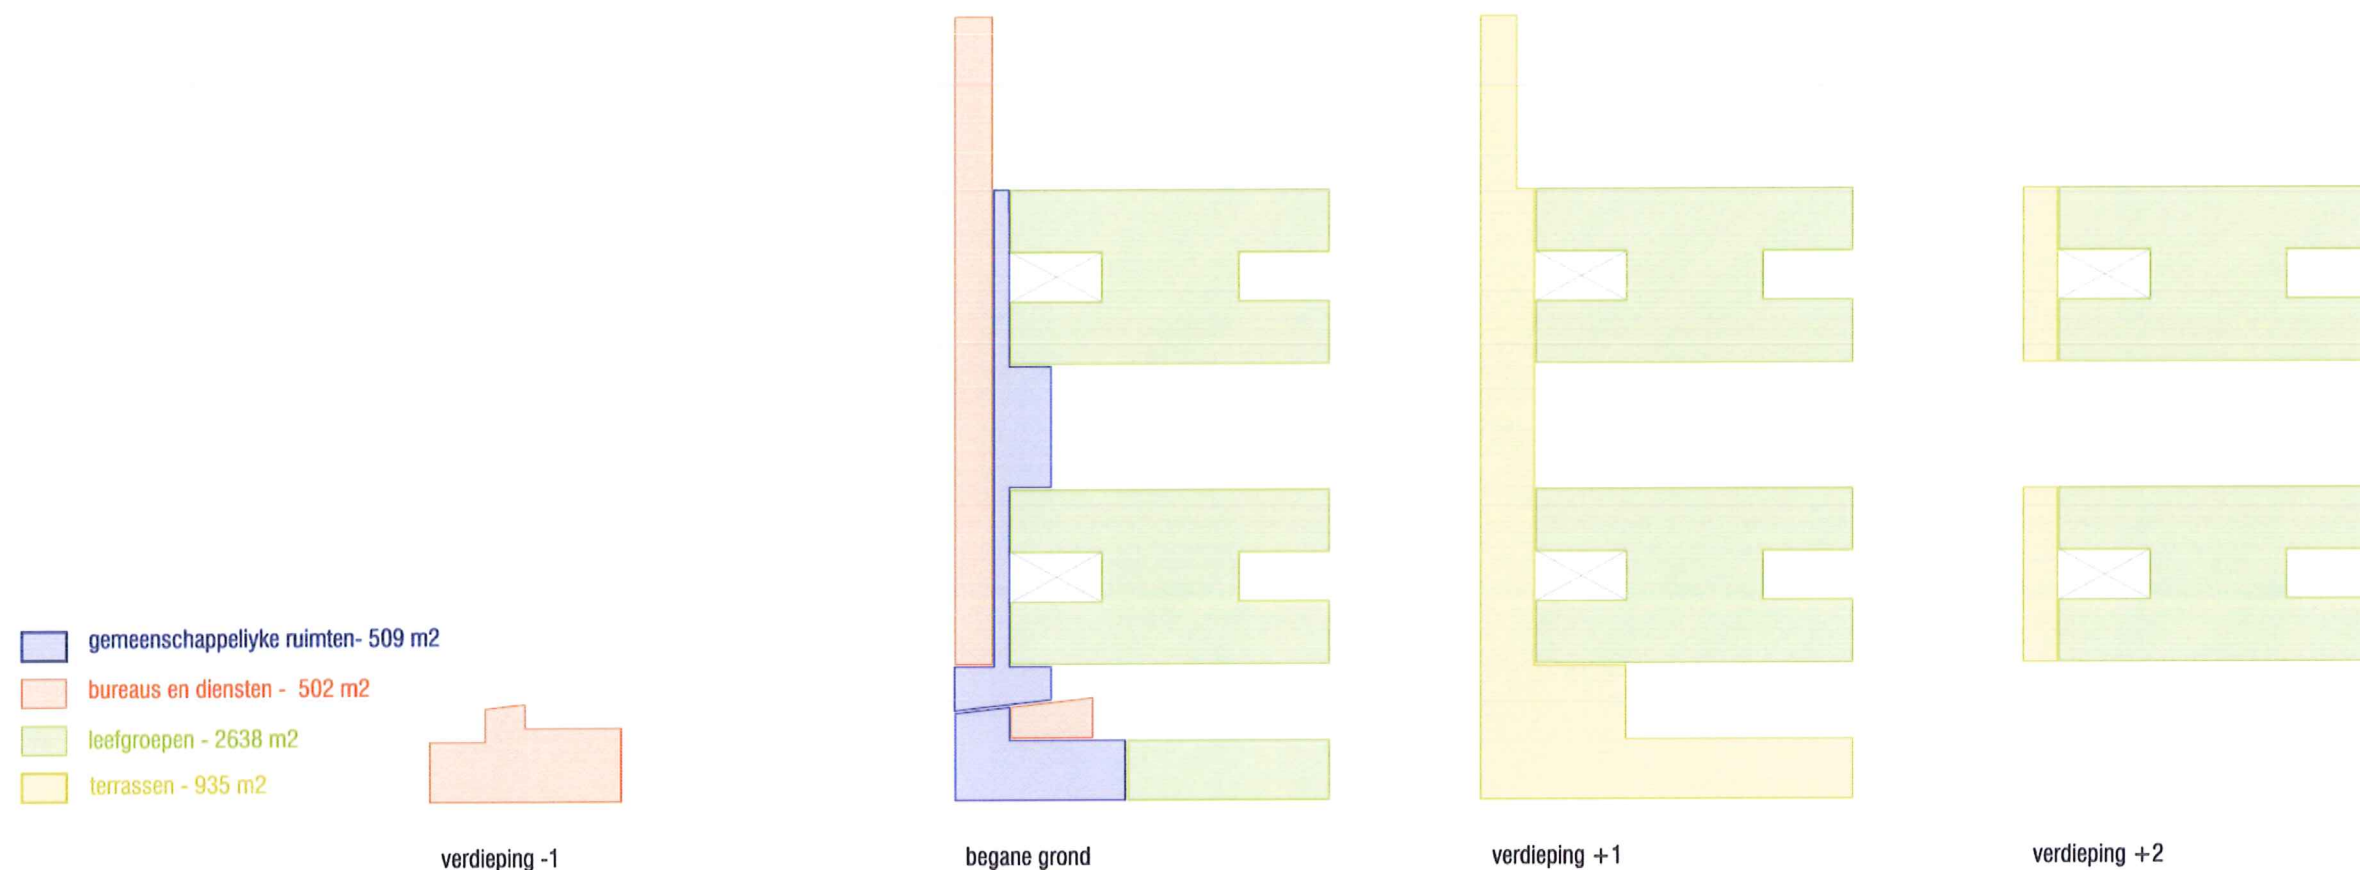 gemeenschappeliyke ruimten- 509 m2
bureaus en diensten - 502 m2
leefgroepen - 2638 m2
terrassen - 935 m2
verdieping -1
begane grond
verdieping +1
verdieping +2